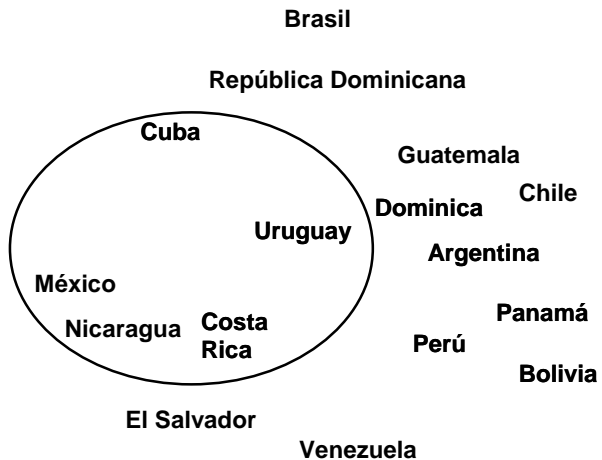 Brasil
República Dominicana
Cuba
Guatemala
Chile
Dominica
Uruguay
Argentina
México
Panamá
Nicaragua
Costa
Rica
Perú
Bolivia
El Salvador
Venezuela